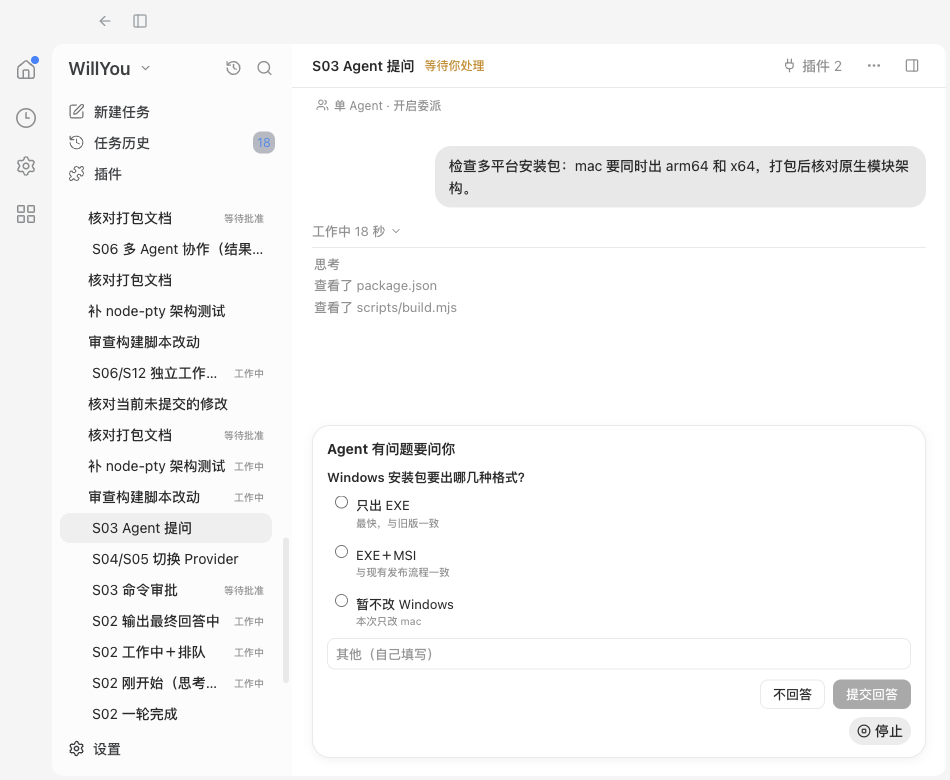 WillYou
新建任务
任务历史 18
插件
核对打包文档 等待批准
S06 多 Agent 协作（结果...
核对打包文档
补 node-pty 架构测试
审查构建脚本改动
S06/S12 独立工作... 工作中
核对当前未提交的修改
核对打包文档 等待批准
补 node-pty 架构测试 工作中
审查构建脚本改动 工作中
S03 Agent 提问
S04/S05 切换 Provider
S03 命令审批 等待批准
S02 输出最终回答中 工作中
S02 工作中＋排队 工作中
S02 刚开始（思考... 工作中
S02 一轮完成
设置
S03 Agent 提问 等待你处理 插件 2
单 Agent · 开启委派
检查多平台安装包：mac 要同时出 arm64 和 x64，打包后核对原生模块架
构。
工作中 18 秒
思考
查看了 package.json
查看了 scripts/build.mjs
Agent 有问题要问你
Windows 安装包要出哪几种格式？
只出 EXE
最快，与旧版一致
EXE＋MSI
与现有发布流程一致
暂不改 Windows
本次只改 mac
其他（自己填写）
不回答 提交回答
停止